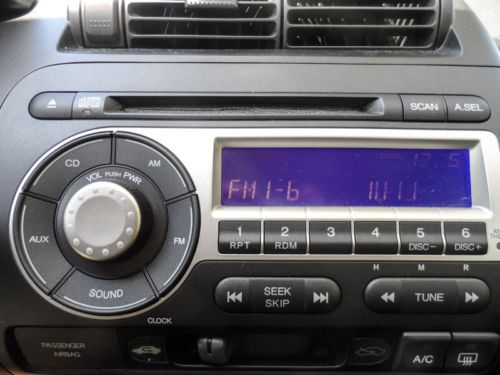 SCAN
A.SEL
CD
AM
VOL PUSH PWR
AUX
FM
SOUND
CLOCK
FM1-6
1 2 3 4 5 6
RPT RDM DISC- DISC+
H M R
SEEK
SKIP
TUNE
PASSENGER
AIRBAG
A/C